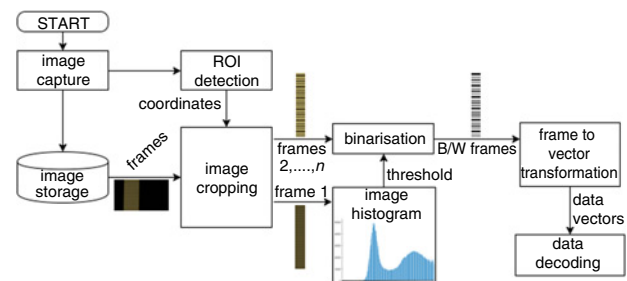 START
image
capture
ROI
detection
coordinates
frames
image
storage
image
cropping
frames
2,....,n
frame 1
binarisation
threshold
image
histogram
B/W frames
frame to
vector
transformation
data
vectors
data
decoding